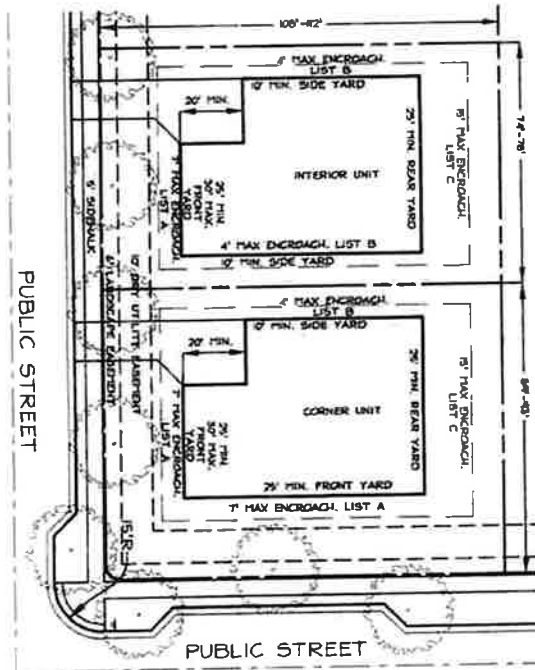 108'-112'
4' MAX ENCROACH.
LIST B
10' MIN. SIDE YARD
20' MIN.
INTERIOR UNIT
25' MIN. REAR YARD
15' MAX ENCROACH.
LIST C
74'-78'
25' MIN
30' MAX.
FRONT
YARD
7' MAX ENCROACH.
LIST A
4' MAX ENCROACH. LIST B
10' MIN. SIDE YARD
5' SIDEWALK
10' DRY UTILITY EASEMENT
LANDSCAPE EASEMENT
PUBLIC STREET
4' MAX ENCROACH.
LIST B
10' MIN. SIDE YARD
20' MIN.
CORNER UNIT
25' MIN. REAR YARD
15' MAX ENCROACH.
LIST C
25' MIN
30' MAX.
FRONT
YARD
7' MAX ENCROACH.
LIST A
25' MIN. FRONT YARD
7' MAX ENCROACH. LIST A
15'R
PUBLIC STREET